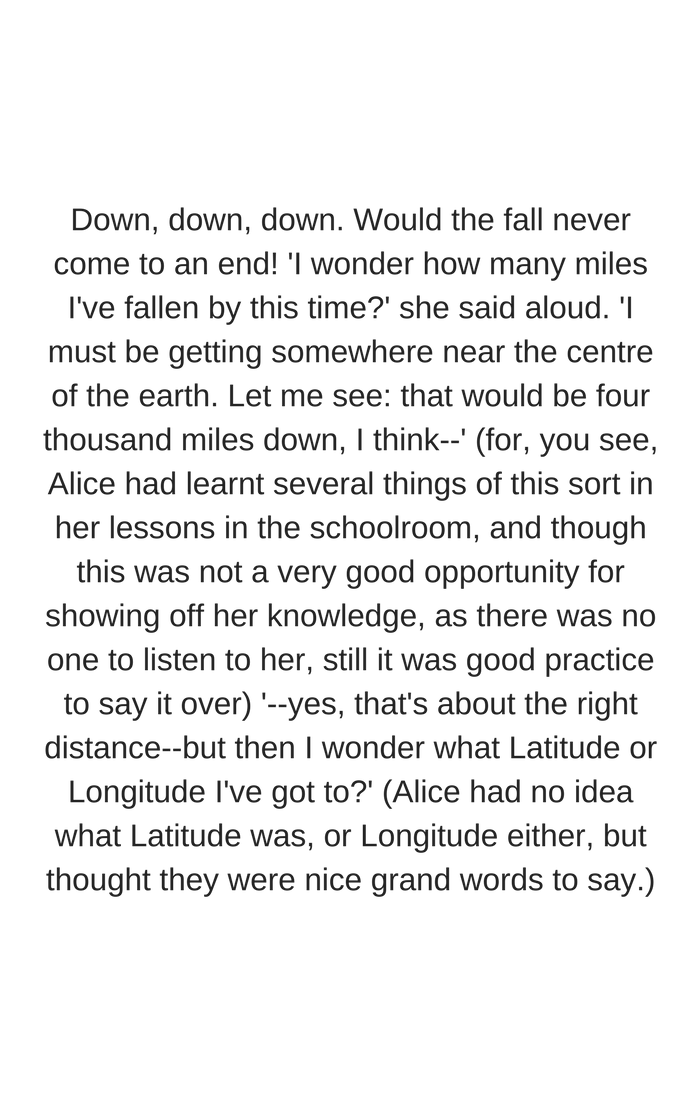 Down, down, down. Would the fall never
come to an end! 'I wonder how many miles
I've fallen by this time?' she said aloud. 'I
must be getting somewhere near the centre
of the earth. Let me see: that would be four
thousand miles down, I think--' (for, you see,
Alice had learnt several things of this sort in
her lessons in the schoolroom, and though
this was not a very good opportunity for
showing off her knowledge, as there was no
one to listen to her, still it was good practice
to say it over) '--yes, that's about the right
distance--but then I wonder what Latitude or
Longitude I've got to?' (Alice had no idea
what Latitude was, or Longitude either, but
thought they were nice grand words to say.)